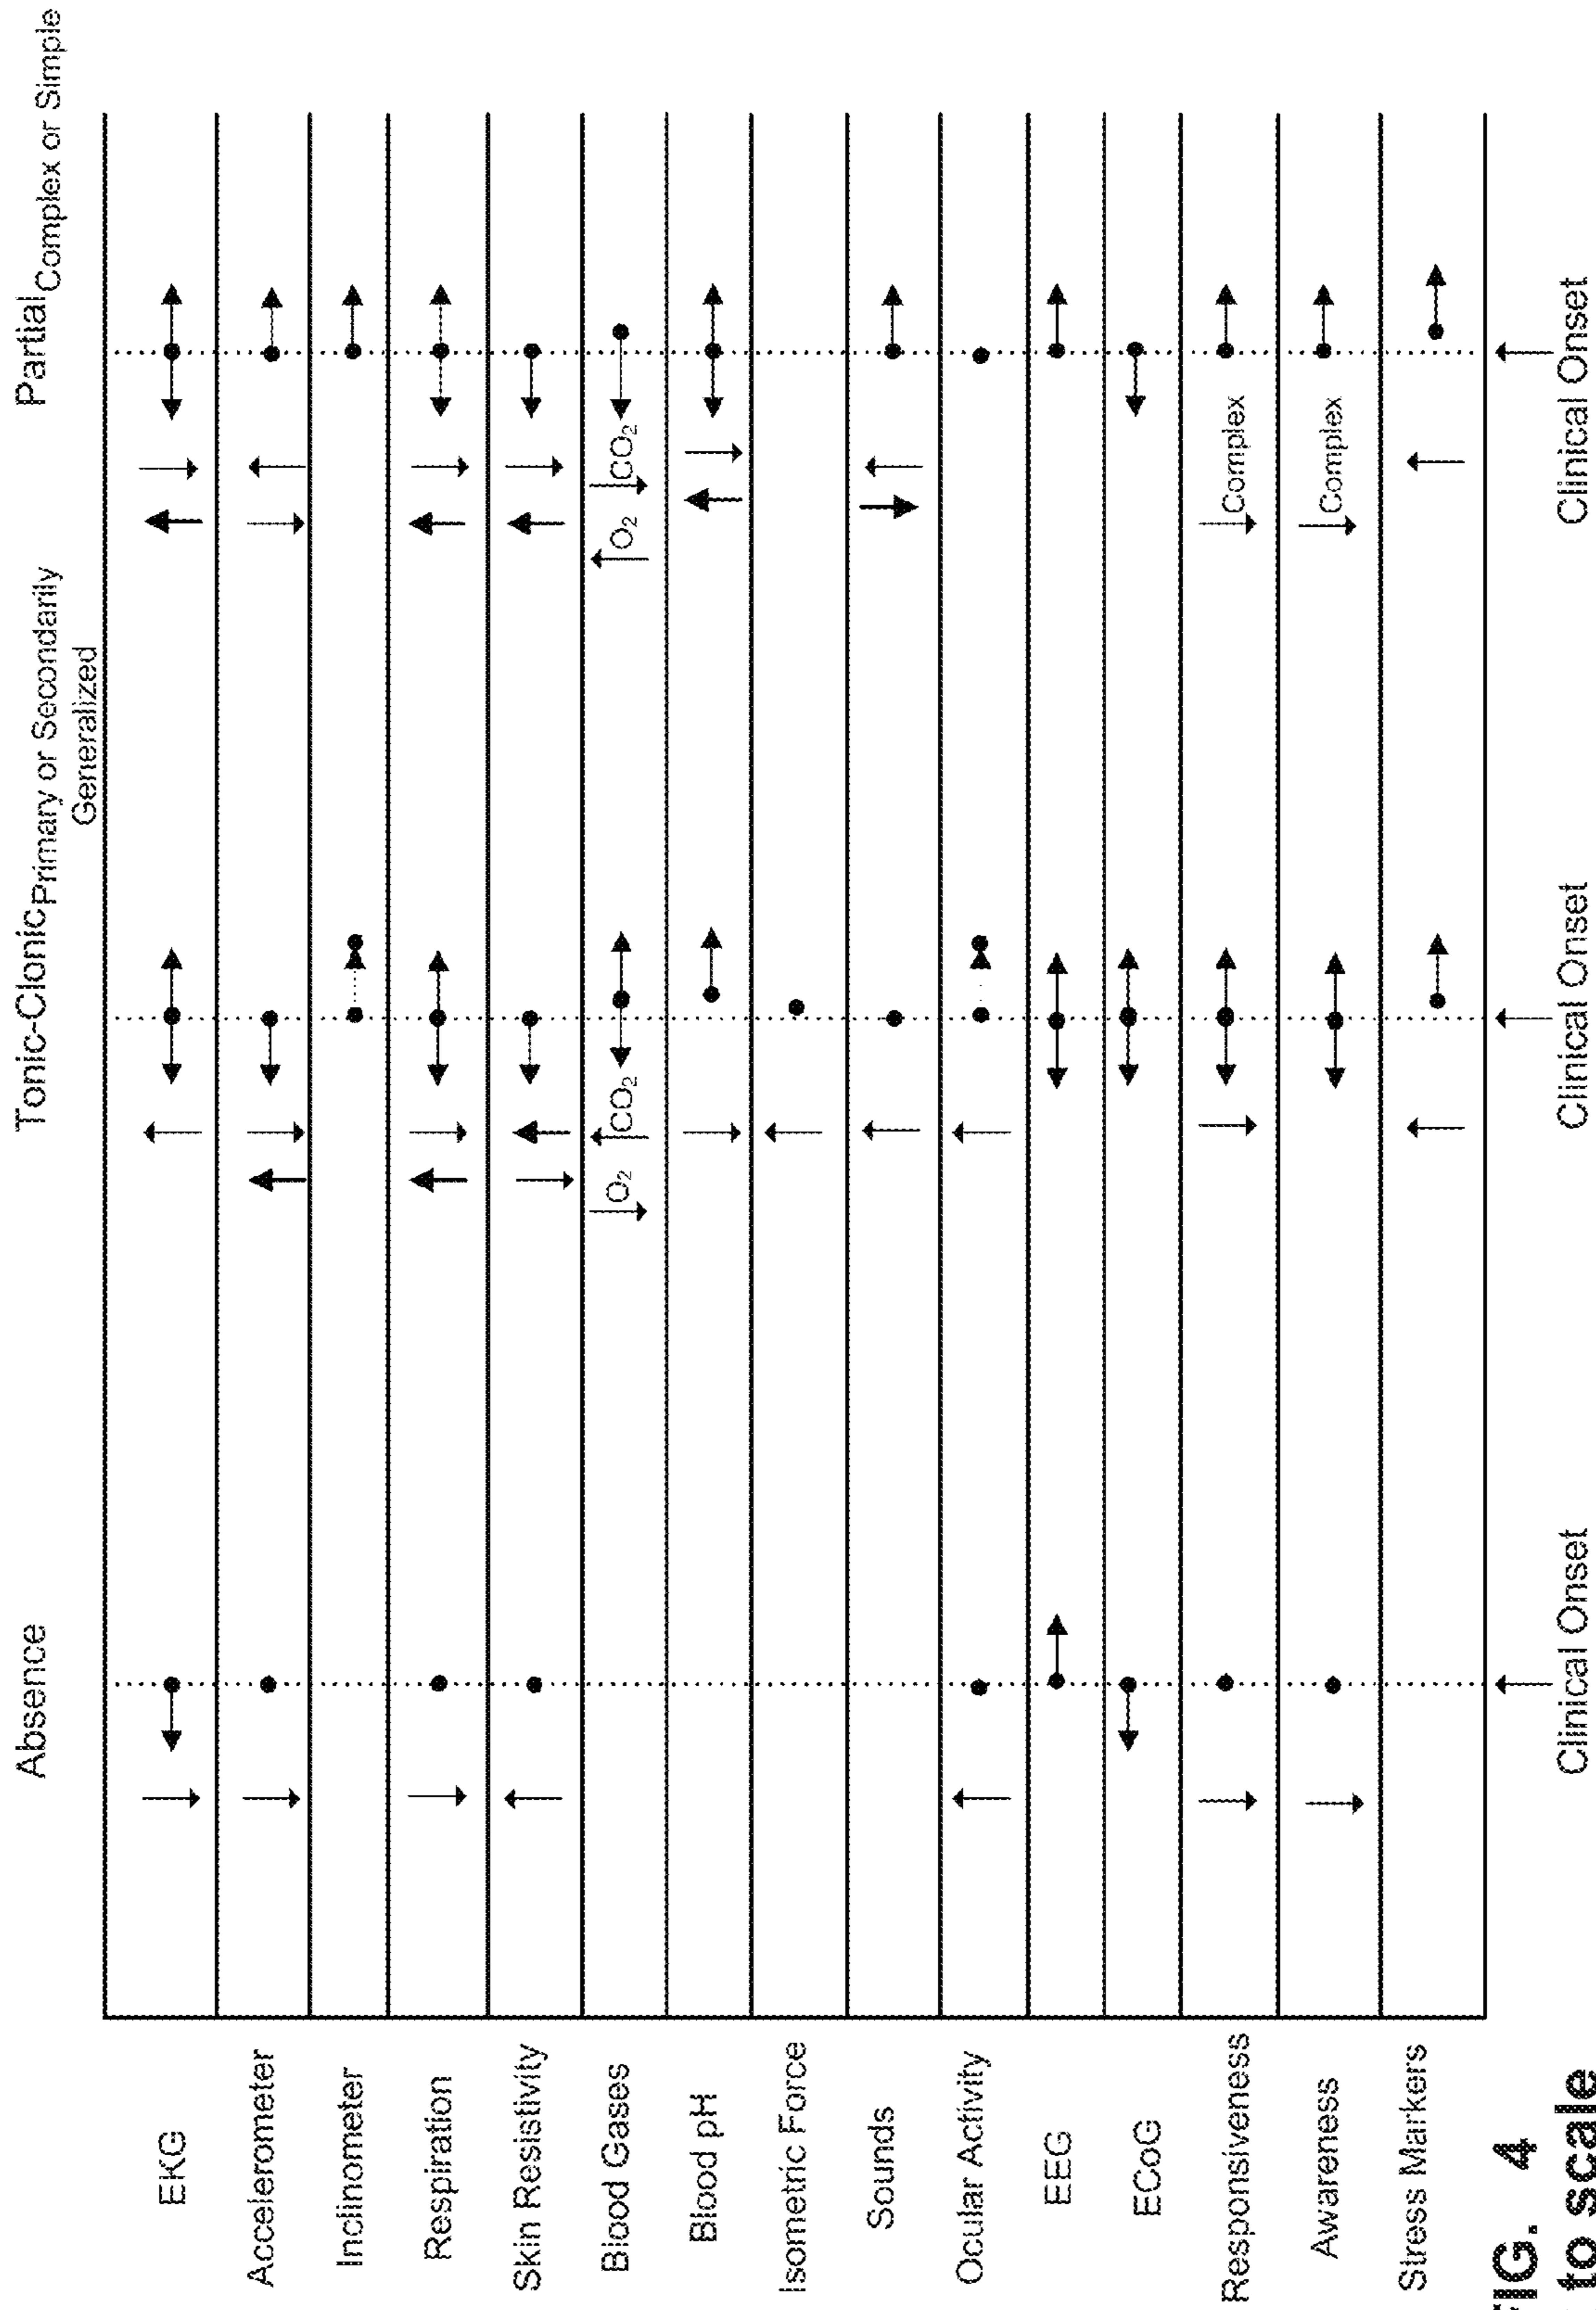 Absence
Tonic-Clonic Primary or Secondarily
Generalized
Partial Complex or Simple
EKG
Accelerometer
Inclinometer
Respiration
Skin Resistivity
Blood Gases
O2 CO2
O2 CO2
Blood pH
Isometric Force
Sounds
Ocular Activity
EEG
ECoG
Responsiveness
Complex
Awareness
Complex
Stress Markers
Clinical Onset
Clinical Onset
Clinical Onset
FIG. 4
to scale